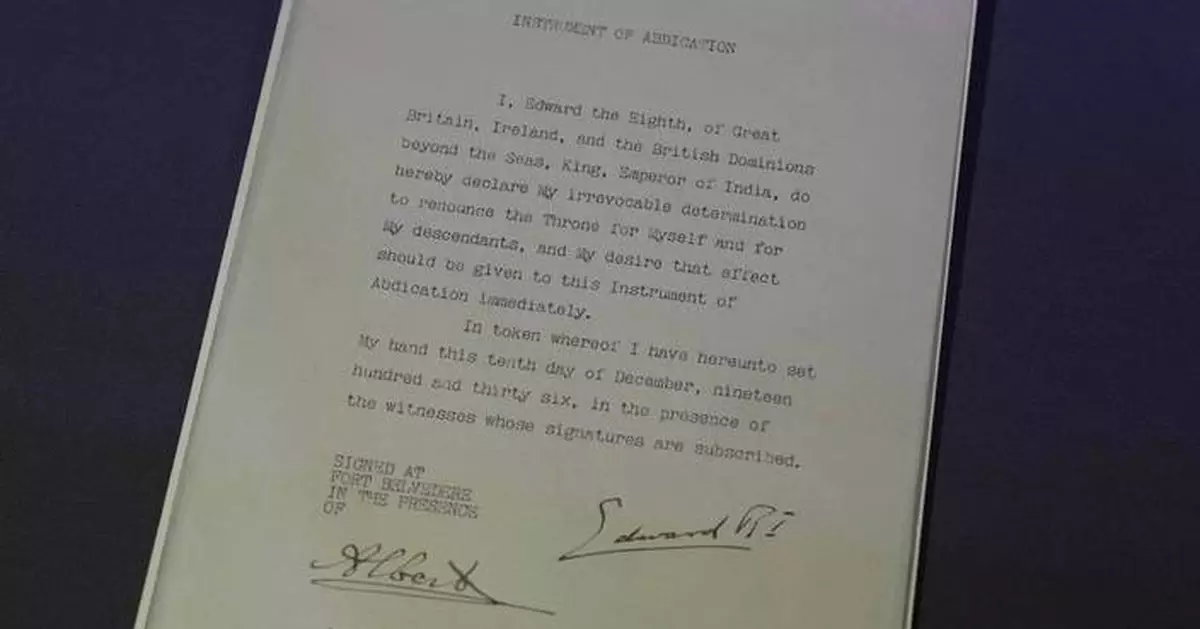 INSTRUMENT OF ABDICATION
I, Edward the Eighth, of Great
Britain, Ireland, and the British Dominions
beyond the Seas, King, Emperor of India, do
hereby declare My irrevocable determination
to renounce the Throne for Myself and for
My descendants, and My desire that effect
should be given to this Instrument of
Abdication immediately.
In token whereof I have hereunto set
My hand this tenth day of December, nineteen
hundred and thirty six, in the presence of
the witnesses whose signatures are subscribed.
SIGNED AT
FORT BELVEDERE
IN THE PRESENCE
OF
Edward RI
Albert